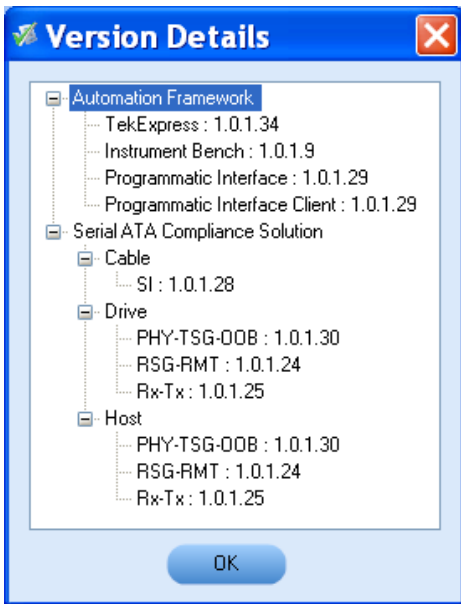 Version Details
Automation Framework
TekExpress : 1.0.1.34
Instrument Bench : 1.0.1.9
Programmatic Interface : 1.0.1.29
Programmatic Interface Client : 1.0.1.29
Serial ATA Compliance Solution
Cable
SI : 1.0.1.28
Drive
PHY-TSG-OOB : 1.0.1.30
RSG-RMT : 1.0.1.24
Rx-Tx : 1.0.1.25
Host
PHY-TSG-OOB : 1.0.1.30
RSG-RMT : 1.0.1.24
Rx-Tx : 1.0.1.25
OK